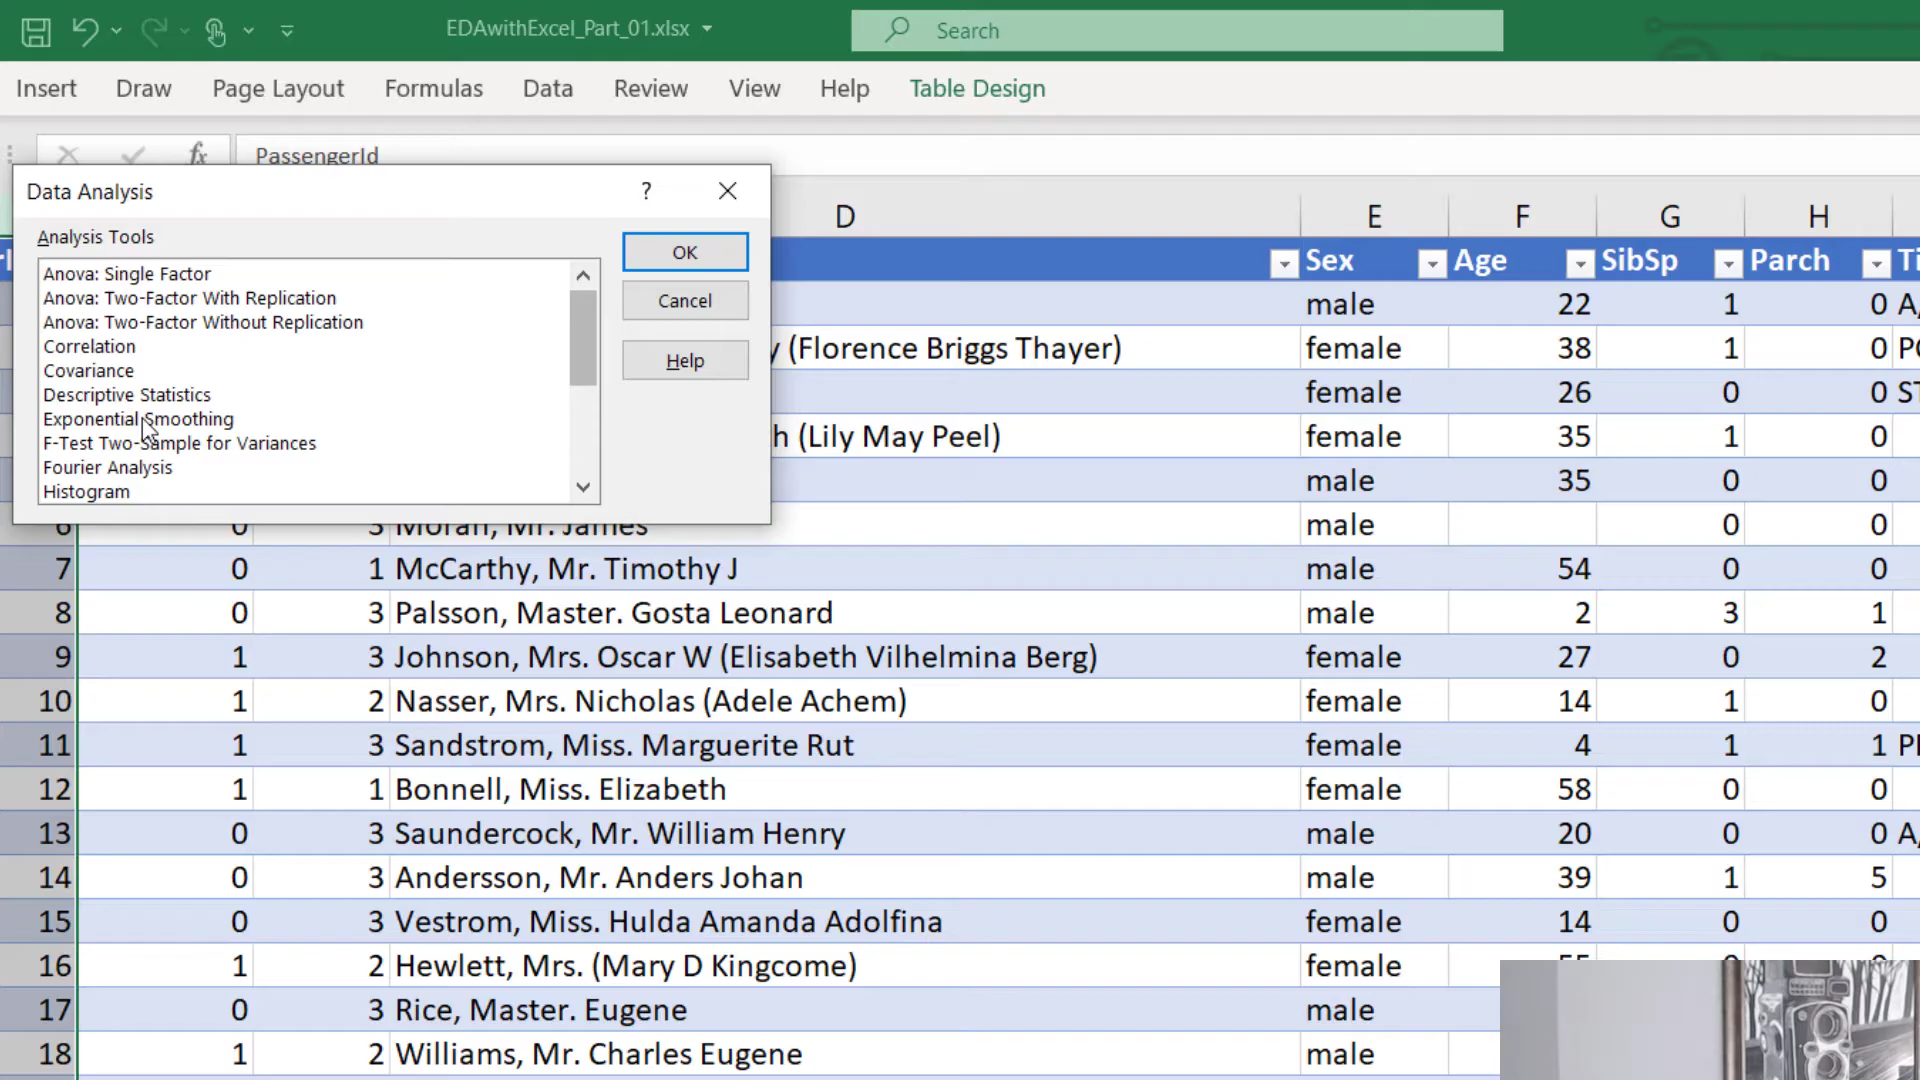 EDAwithExcel_Part_01.xlsx Search
Insert Draw Page Layout Formulas Data Review View Help Table Design
fx PassengerId
Data Analysis ?
Analysis Tools
Anova: Single Factor
Anova: Two-Factor With Replication
Anova: Two-Factor Without Replication
Correlation
Covariance
Descriptive Statistics
Exponential Smoothing
F-Test Two-Sample for Variances
Fourier Analysis
Histogram
OK
Cancel
Help
D E F G H
Sex Age SibSp Parch
male 22 1 0
(Florence Briggs Thayer) female 38 1 0
female 26 0 0
(Lily May Peel) female 35 1 0
male 35 0 0
6 0 3 Moran, Mr. James male 0 0
7 0 1 McCarthy, Mr. Timothy J male 54 0 0
8 0 3 Palsson, Master. Gosta Leonard male 2 3 1
9 1 3 Johnson, Mrs. Oscar W (Elisabeth Vilhelmina Berg) female 27 0 2
10 1 2 Nasser, Mrs. Nicholas (Adele Achem) female 14 1 0
11 1 3 Sandstrom, Miss. Marguerite Rut female 4 1 1
12 1 1 Bonnell, Miss. Elizabeth female 58 0 0
13 0 3 Saundercock, Mr. William Henry male 20 0 0
14 0 3 Andersson, Mr. Anders Johan male 39 1 5
15 0 3 Vestrom, Miss. Hulda Amanda Adolfina female 14 0 0
16 1 2 Hewlett, Mrs. (Mary D Kingcome) female
17 0 3 Rice, Master. Eugene male
18 1 2 Williams, Mr. Charles Eugene male